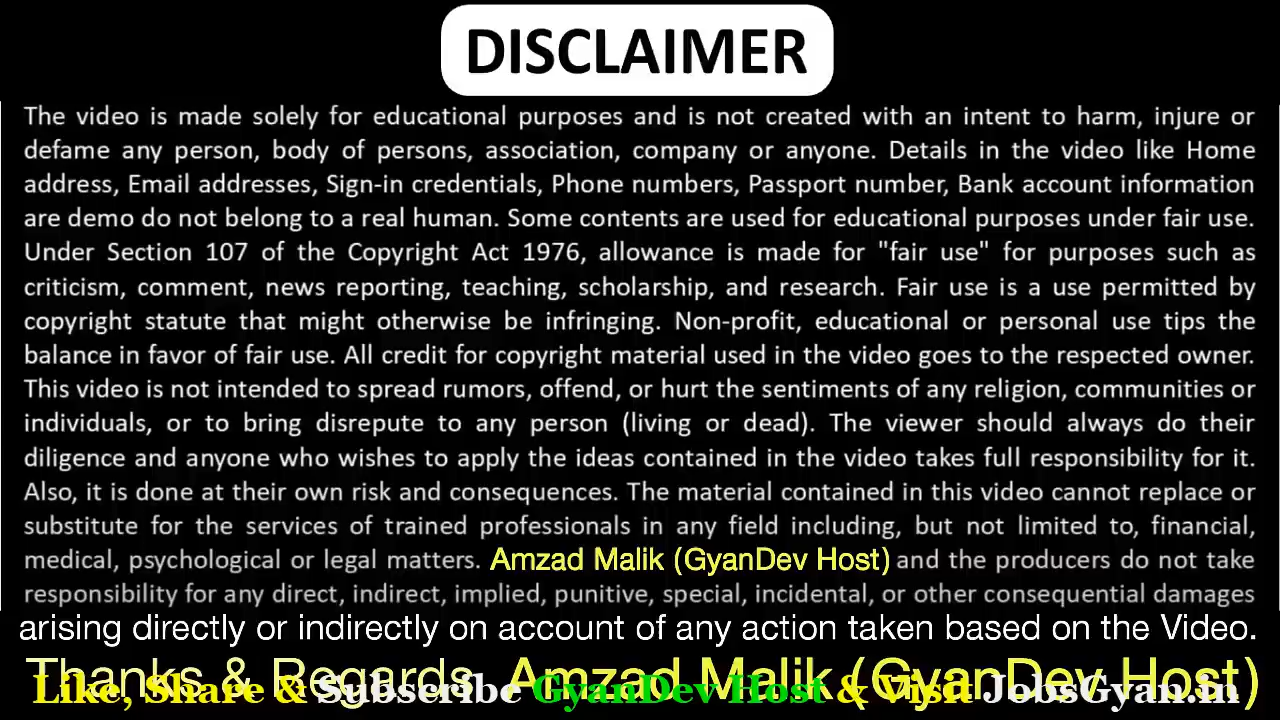 DISCLAIMER
The video is made solely for educational purposes and is not created with an intent to harm, injure or
defame any person, body of persons, association, company or anyone. Details in the video like Home
address, Email addresses, Sign-in credentials, Phone numbers, Passport number, Bank account information
are demo do not belong to a real human. Some contents are used for educational purposes under fair use.
Under Section 107 of the Copyright Act 1976, allowance is made for "fair use" for purposes such as
criticism, comment, news reporting, teaching, scholarship, and research. Fair use is a use permitted by
copyright statute that might otherwise be infringing. Non-profit, educational or personal use tips the
balance in favor of fair use. All credit for copyright material used in the video goes to the respected owner.
This video is not intended to spread rumors, offend, or hurt the sentiments of any religion, communities or
individuals, or to bring disrepute to any person (living or dead). The viewer should always do their
diligence and anyone who wishes to apply the ideas contained in the video takes full responsibility for it.
Also, it is done at their own risk and consequences. The material contained in this video cannot replace or
substitute for the services of trained professionals in any field including, but not limited to, financial,
medical, psychological or legal matters. Amzad Malik (GyanDev Host) and the producers do not take
responsibility for any direct, indirect, implied, punitive, special, incidental, or other consequential damages
arising directly or indirectly on account of any action taken based on the Video.
Thanks & Regards Amzad Malik (GyanDev Host)
Like, Share & Subscribe GyanDev Host & Visit JobsGyan.in